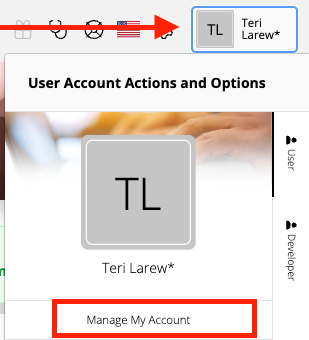 TL
Teri
Larew*
User Account Actions and Options
TL
Teri Larew*
User
Developer
Manage My Account